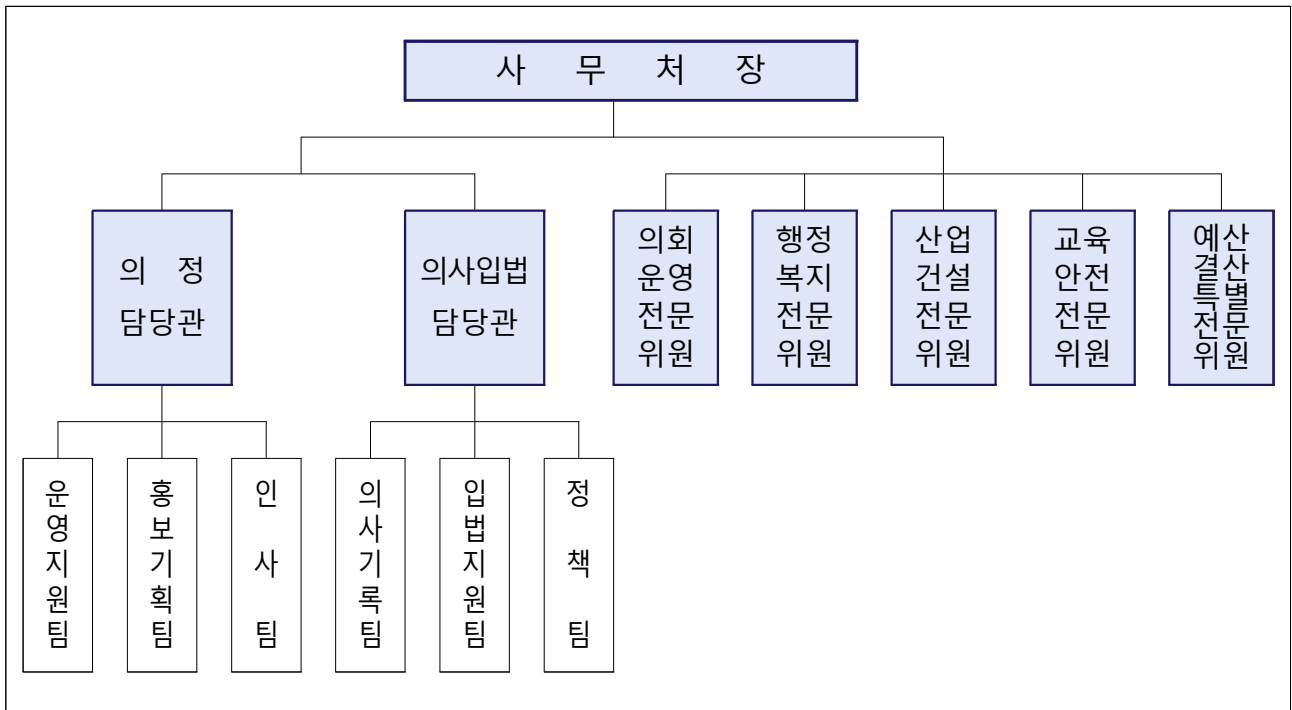 사 무 처 장
의 정
담당관
의사입법
담당관
의회
운영
전문
위원
행정
복지
전문
위원
산업
건설
전문
위원
교육
안전
전문
위원
예산
결산
특별
전문
위원
운영지원팀
홍보기획팀
인사팀
의사기록팀
입법지원팀
정책팀